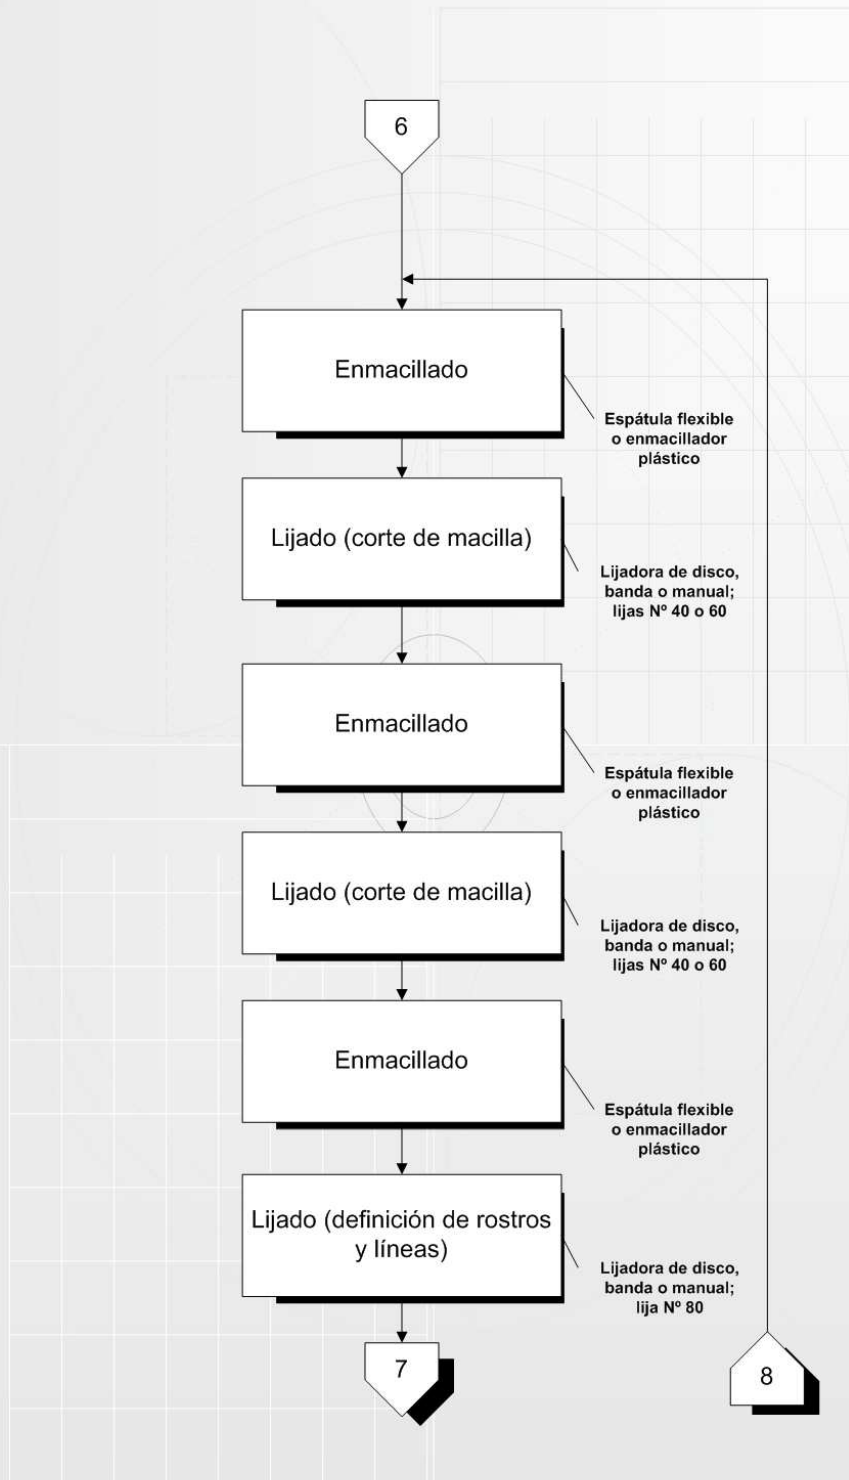 6
Enmacillado
Espátula flexible
o enmacillador
plástico
Lijado (corte de macilla)
Lijadora de disco,
banda o manual;
lijas Nº 40 o 60
Enmacillado
Espátula flexible
o enmacillador
plástico
Lijado (corte de macilla)
Lijadora de disco,
banda o manual;
lijas Nº 40 o 60
Enmacillado
Espátula flexible
o enmacillador
plástico
Lijado (definición de rostros
y líneas)
Lijadora de disco,
banda o manual;
lija Nº 80
7
8